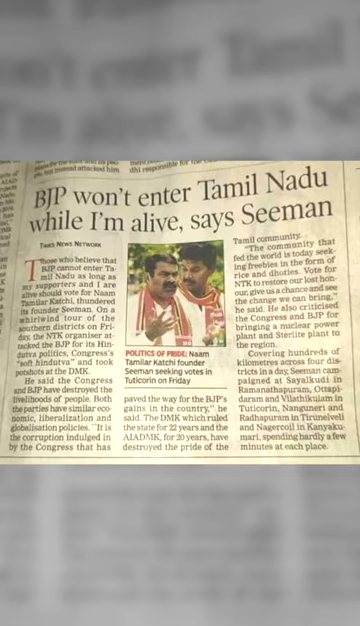 BJP won't enter Tamil Nadu
while I'm alive, says Seeman
TIMES NEWS NETWORK
Those who believe that
BJP cannot enter Ta-
mil Nadu as long as
my supporters and I are
alive should vote for Naam
Tamilar Katchi, thundered
its founder Seeman. On a
whirlwind tour of the
southern districts on Fri-
day, the NTK organiser at-
tacked the BJP for its Hin-
dutva politics, Congress's
"soft hindutva" and took
potshots at the DMK.
He said the Congress
and BJP have destroyed the
livelihoods of people. Both
the parties have similar eco-
nomic, liberalization and
globalisation policies. "It is
the corruption indulged in
by the Congress that has
POLITICS OF PRIDE: Naam
Tamilar Katchi founder
Seeman seeking votes in
Tuticorin on Friday
paved the way for the BJP's
gains in the country," he
said. The DMK which ruled
the state for 22 years and the
AIADMK, for 20 years, have
destroyed the pride of the
Tamil community.
"The community that
fed the world is today seek-
ing freebies in the form of
rice and dhoties. Vote for
NTK to restore our lost hon-
our, give us a chance and see
the change we can bring,"
he said. He also criticised
the Congress and BJP for
bringing a nuclear power
plant and Sterlite plant to
the region.
Covering hundreds of
kilometres across four dis-
tricts in a day, Seeman cam-
paigned at Sayalkudi in
Ramanathapuram, Ottapi-
daram and Vilathikulam in
Tuticorin, Nanguneri and
Radhapuram in Tirunelveli
and Nagercoil in Kanyaku-
mari, spending hardly a few
minutes at each place.